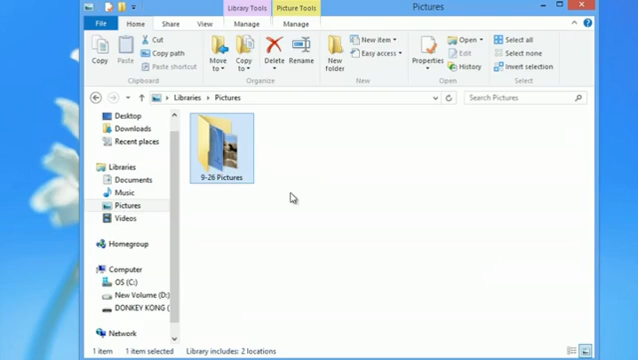 Library Tools Picture Tools Pictures
File Home Share View Manage Manage
Copy Paste Cut
Copy path
Paste shortcut
Clipboard
Move to Copy to Delete Rename
Organize
New folder New item
Easy access
New
Properties Open
Edit
History
Open
Select all
Select none
Invert selection
Select
Libraries Pictures Search Pictures
Desktop
Downloads
Recent places
Libraries
Documents
Music
Pictures
Videos
Homegroup
Computer
OS (C:)
New Volume (D:)
DONKEY KONG (
Network
9-26 Pictures
1 item 1 item selected Library includes: 2 locations